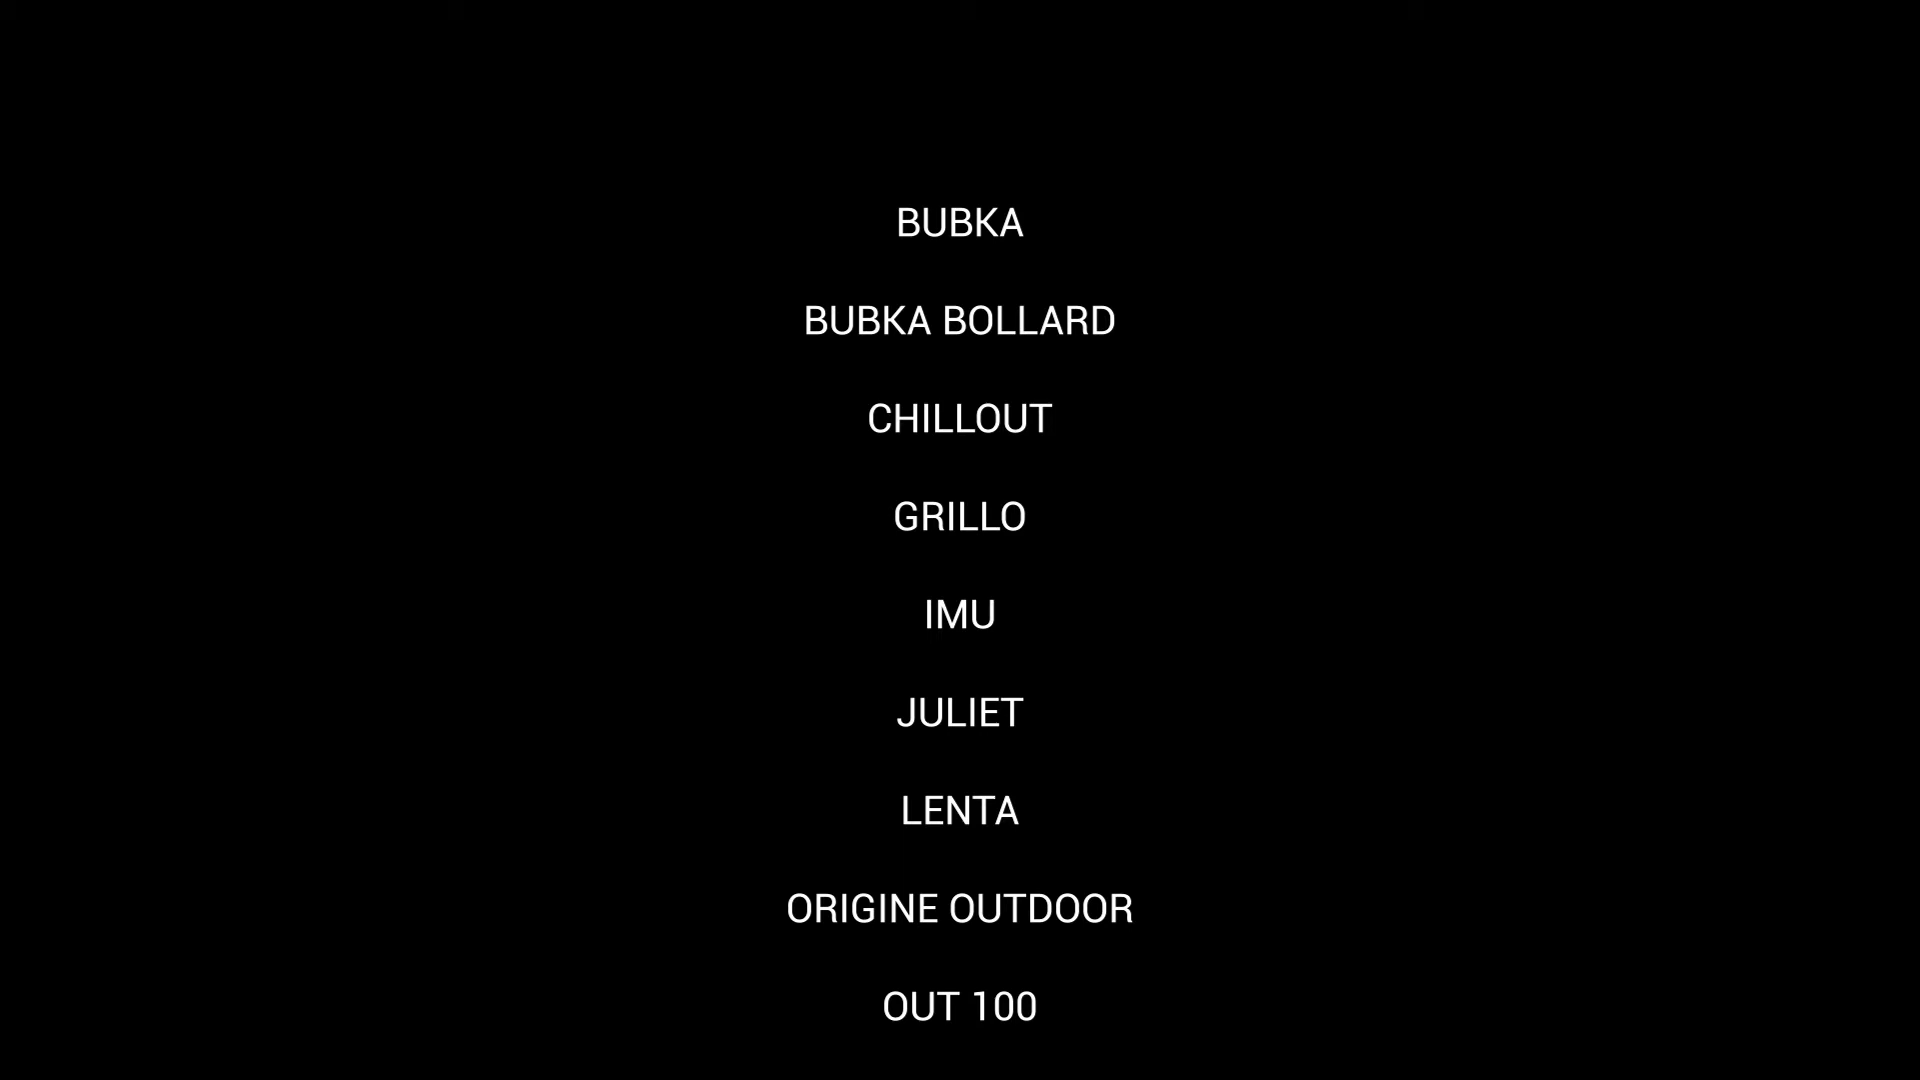 BUBKA
BUBKA BOLLARD
CHILLOUT
GRILLO
IMU
JULIET
LENTA
ORIGINE OUTDOOR
OUT 100